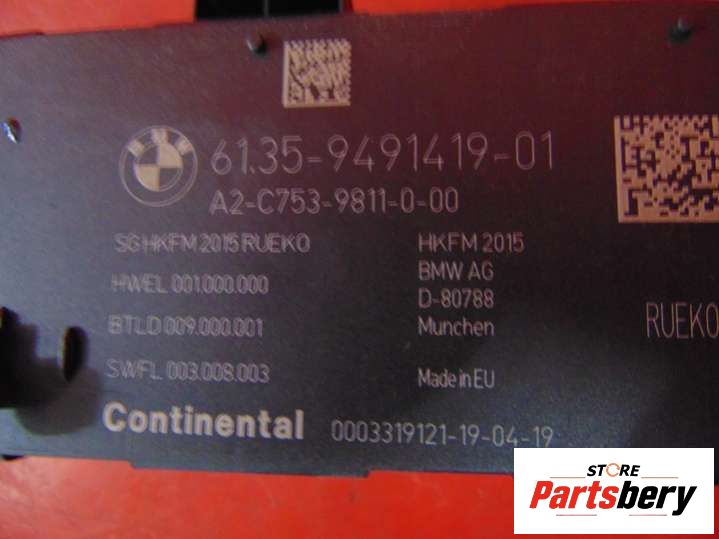 61.35-9491419-01
A2-C753-9811-0-00
SG HKFM 2015 RUEKO
HWEL 001.000.000
BTLD 009.000.001
SWFL 003.008.003
HKFM 2015
BMW AG
D-80788
Munchen
Made in EU
RUEKO
Continental 0003319121-19-04-19
STORE
Partsbery